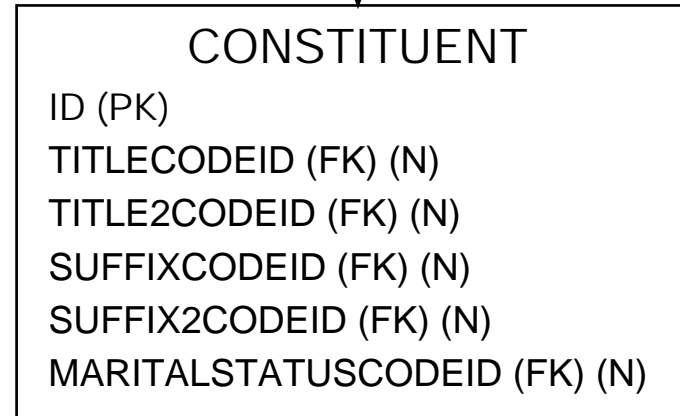 CONSTITUENT
ID (PK)
TITLECODEID (FK) (N)
TITLE2CODEID (FK) (N)
SUFFIXCODEID (FK) (N)
SUFFIX2CODEID (FK) (N)
MARITALSTATUSCODEID (FK) (N)